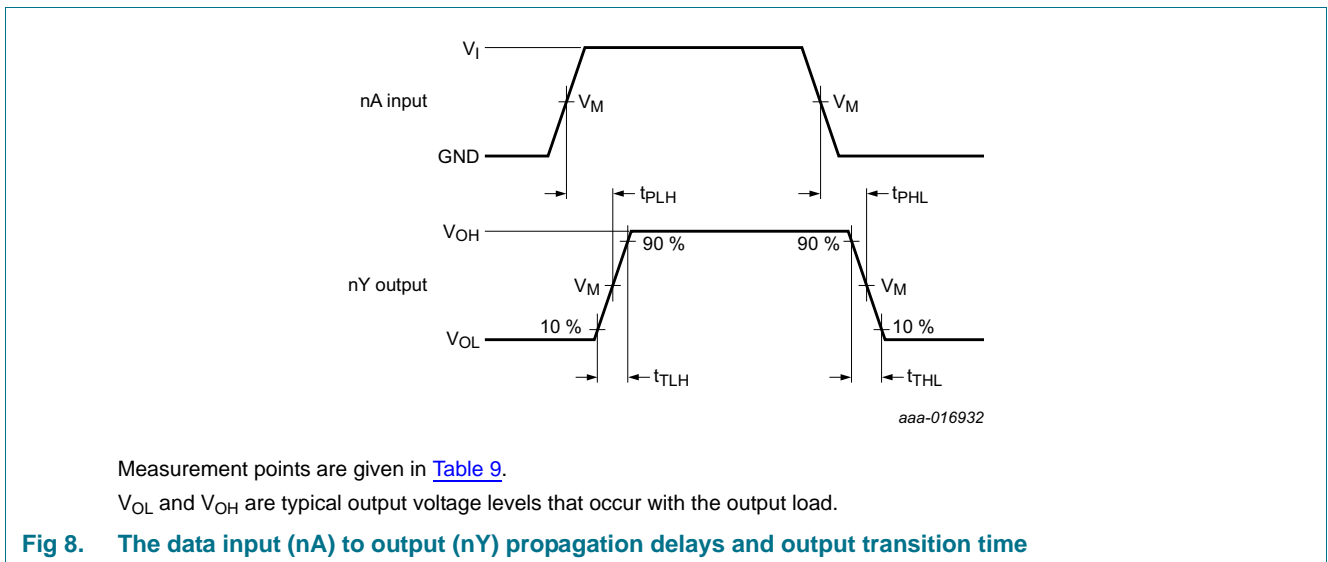 VI
nA input
VM
VM
GND
tPLH
tPHL
VOH
90 %
90 %
nY output
VM
VM
10 %
10 %
VOL
tTLH
tTHL
aaa-016932
Measurement points are given in Table 9.
VOL and VOH are typical output voltage levels that occur with the output load.
Fig 8. The data input (nA) to output (nY) propagation delays and output transition time